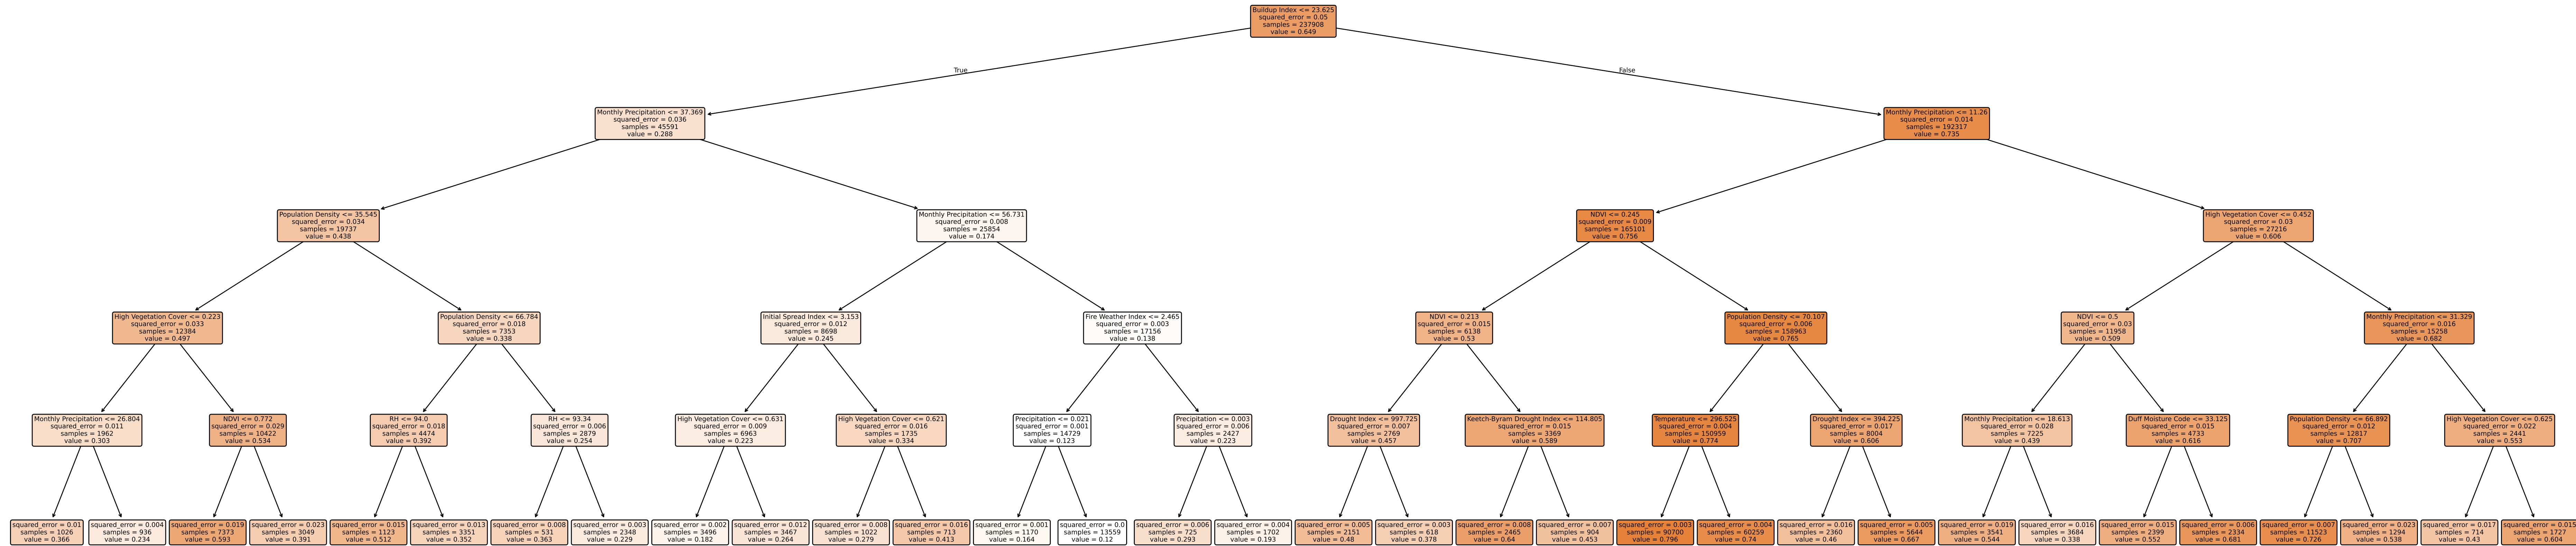 Buildup Index <= 23.625
squared_error = 0.05
samples = 237908
value = 0.649
True
False
Monthly Precipitation <= 37.369
squared_error = 0.036
samples = 45591
value = 0.288
Monthly Precipitation <= 11.26
squared_error = 0.014
samples = 192317
value = 0.735
Population Density <= 35.545
squared_error = 0.034
samples = 19737
value = 0.438
Monthly Precipitation <= 56.731
squared_error = 0.008
samples = 25854
value = 0.174
NDVI <= 0.245
squared_error = 0.009
samples = 165101
value = 0.756
High Vegetation Cover <= 0.452
squared_error = 0.03
samples = 27216
value = 0.606
High Vegetation Cover <= 0.223
squared_error = 0.033
samples = 12384
value = 0.497
Population Density <= 66.784
squared_error = 0.018
samples = 7353
value = 0.338
Initial Spread Index <= 3.153
squared_error = 0.012
samples = 8698
value = 0.245
Fire Weather Index <= 2.465
squared_error = 0.003
samples = 17156
value = 0.138
NDVI <= 0.213
squared_error = 0.015
samples = 6138
value = 0.53
Population Density <= 70.107
squared_error = 0.006
samples = 158963
value = 0.765
NDVI <= 0.5
squared_error = 0.03
samples = 11958
value = 0.509
Monthly Precipitation <= 31.329
squared_error = 0.016
samples = 15258
value = 0.682
Monthly Precipitation <= 26.804
squared_error = 0.011
samples = 1962
value = 0.303
NDVI <= 0.772
squared_error = 0.029
samples = 10422
value = 0.534
RH <= 94.0
squared_error = 0.018
samples = 4474
value = 0.392
RH <= 93.34
squared_error = 0.006
samples = 2879
value = 0.254
High Vegetation Cover <= 0.631
squared_error = 0.009
samples = 6963
value = 0.223
High Vegetation Cover <= 0.621
squared_error = 0.016
samples = 1735
value = 0.334
Precipitation <= 0.021
squared_error = 0.001
samples = 14729
value = 0.123
Precipitation <= 0.003
squared_error = 0.006
samples = 2427
value = 0.223
Drought Index <= 997.725
squared_error = 0.007
samples = 2769
value = 0.457
Keetch-Byram Drought Index <= 114.805
squared_error = 0.015
samples = 3369
value = 0.589
Temperature <= 296.525
squared_error = 0.004
samples = 150959
value = 0.774
Drought Index <= 394.225
squared_error = 0.017
samples = 8004
value = 0.606
Monthly Precipitation <= 18.613
squared_error = 0.028
samples = 7225
value = 0.439
Duff Moisture Code <= 33.125
squared_error = 0.015
samples = 4733
value = 0.616
Population Density <= 66.892
squared_error = 0.012
samples = 12817
value = 0.707
High Vegetation Cover <= 0.625
squared_error = 0.022
samples = 2441
value = 0.553
squared_error = 0.01
samples = 1026
value = 0.366
squared_error = 0.004
samples = 936
value = 0.234
squared_error = 0.019
samples = 7373
value = 0.593
squared_error = 0.023
samples = 3049
value = 0.391
squared_error = 0.015
samples = 1123
value = 0.512
squared_error = 0.013
samples = 3351
value = 0.352
squared_error = 0.008
samples = 531
value = 0.363
squared_error = 0.003
samples = 2348
value = 0.229
squared_error = 0.002
samples = 3496
value = 0.182
squared_error = 0.012
samples = 3467
value = 0.264
squared_error = 0.008
samples = 1022
value = 0.279
squared_error = 0.016
samples = 713
value = 0.413
squared_error = 0.001
samples = 1170
value = 0.164
squared_error = 0.0
samples = 13559
value = 0.12
squared_error = 0.006
samples = 725
value = 0.293
squared_error = 0.004
samples = 1702
value = 0.193
squared_error = 0.005
samples = 2151
value = 0.48
squared_error = 0.003
samples = 618
value = 0.378
squared_error = 0.008
samples = 2465
value = 0.64
squared_error = 0.007
samples = 904
value = 0.453
squared_error = 0.003
samples = 90700
value = 0.796
squared_error = 0.004
samples = 60259
value = 0.74
squared_error = 0.016
samples = 2360
value = 0.46
squared_error = 0.005
samples = 5644
value = 0.667
squared_error = 0.019
samples = 3541
value = 0.544
squared_error = 0.016
samples = 3684
value = 0.338
squared_error = 0.015
samples = 2399
value = 0.552
squared_error = 0.006
samples = 2334
value = 0.681
squared_error = 0.007
samples = 11523
value = 0.726
squared_error = 0.023
samples = 1294
value = 0.538
squared_error = 0.017
samples = 714
value = 0.43
squared_error = 0.015
samples = 1727
value = 0.604